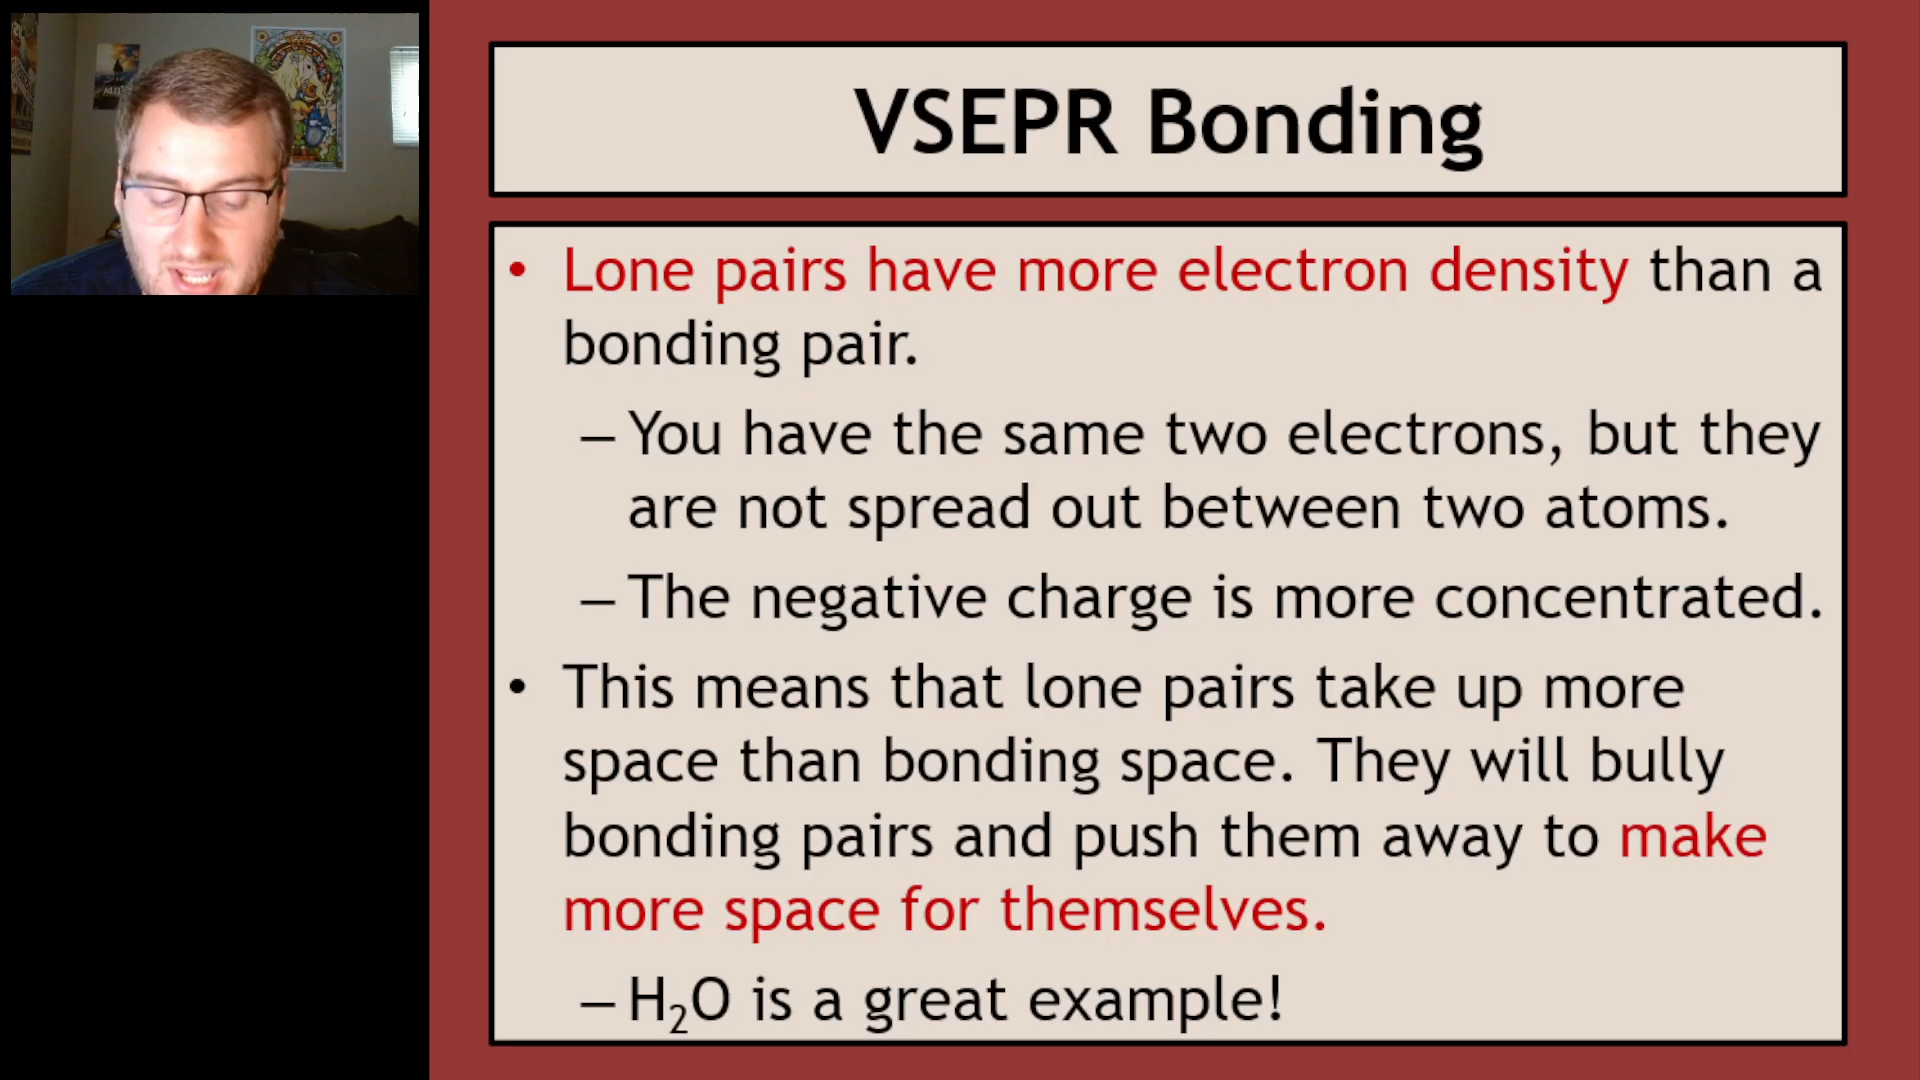 VSEPR Bonding
• Lone pairs have more electron density than a
bonding pair.
– You have the same two electrons, but they
are not spread out between two atoms.
– The negative charge is more concentrated.
• This means that lone pairs take up more
space than bonding space. They will bully
bonding pairs and push them away to make
more space for themselves.
– H₂O is a great example!